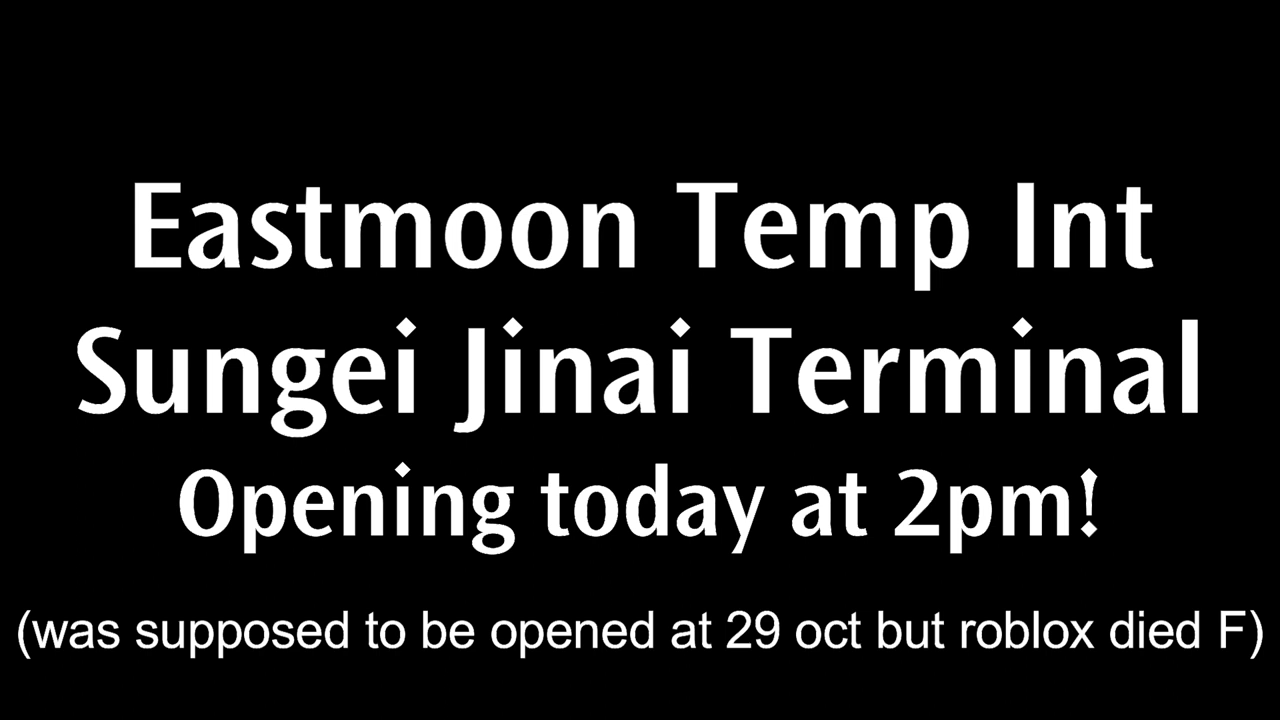 Eastmoon Temp Int
Sungei Jinai Terminal
Opening today at 2pm!
(was supposed to be opened at 29 oct but roblox died F)